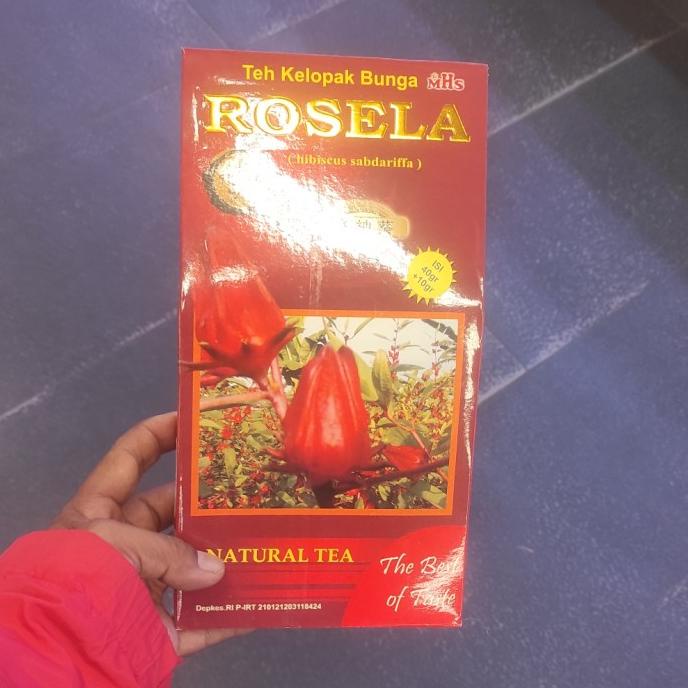 Teh Kelopak Bunga MHs
ROSELA
(hibiscus sabdariffa)
ISI
40gr
+10gr
NATURAL TEA
The Best
of Taste
Depkes.RI P-IRT 210121203110424